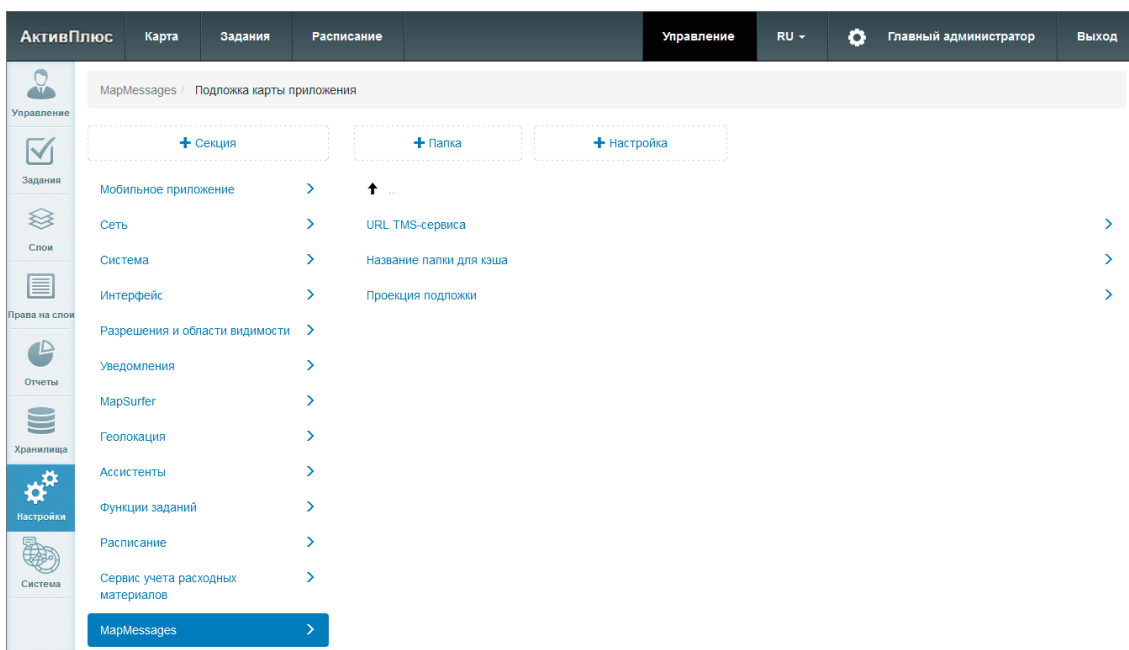 АктивПлюс Карта Задания Расписание Управление RU Главный администратор Выход
Управление
Задания
Слои
Права на слои
Отчеты
Хранилища
Настройки
Система
MapMessages / Подложка карты приложения
+ Секция
+ Папка
+ Настройка
Мобильное приложение
Сеть
Система
Интерфейс
Разрешения и области видимости
Уведомления
MapSurfer
Геолокация
Ассистенты
Функции заданий
Расписание
Сервис учета расходных
материалов
MapMessages
..
URL TMS-сервиса
Название папки для кэша
Проекция подложки